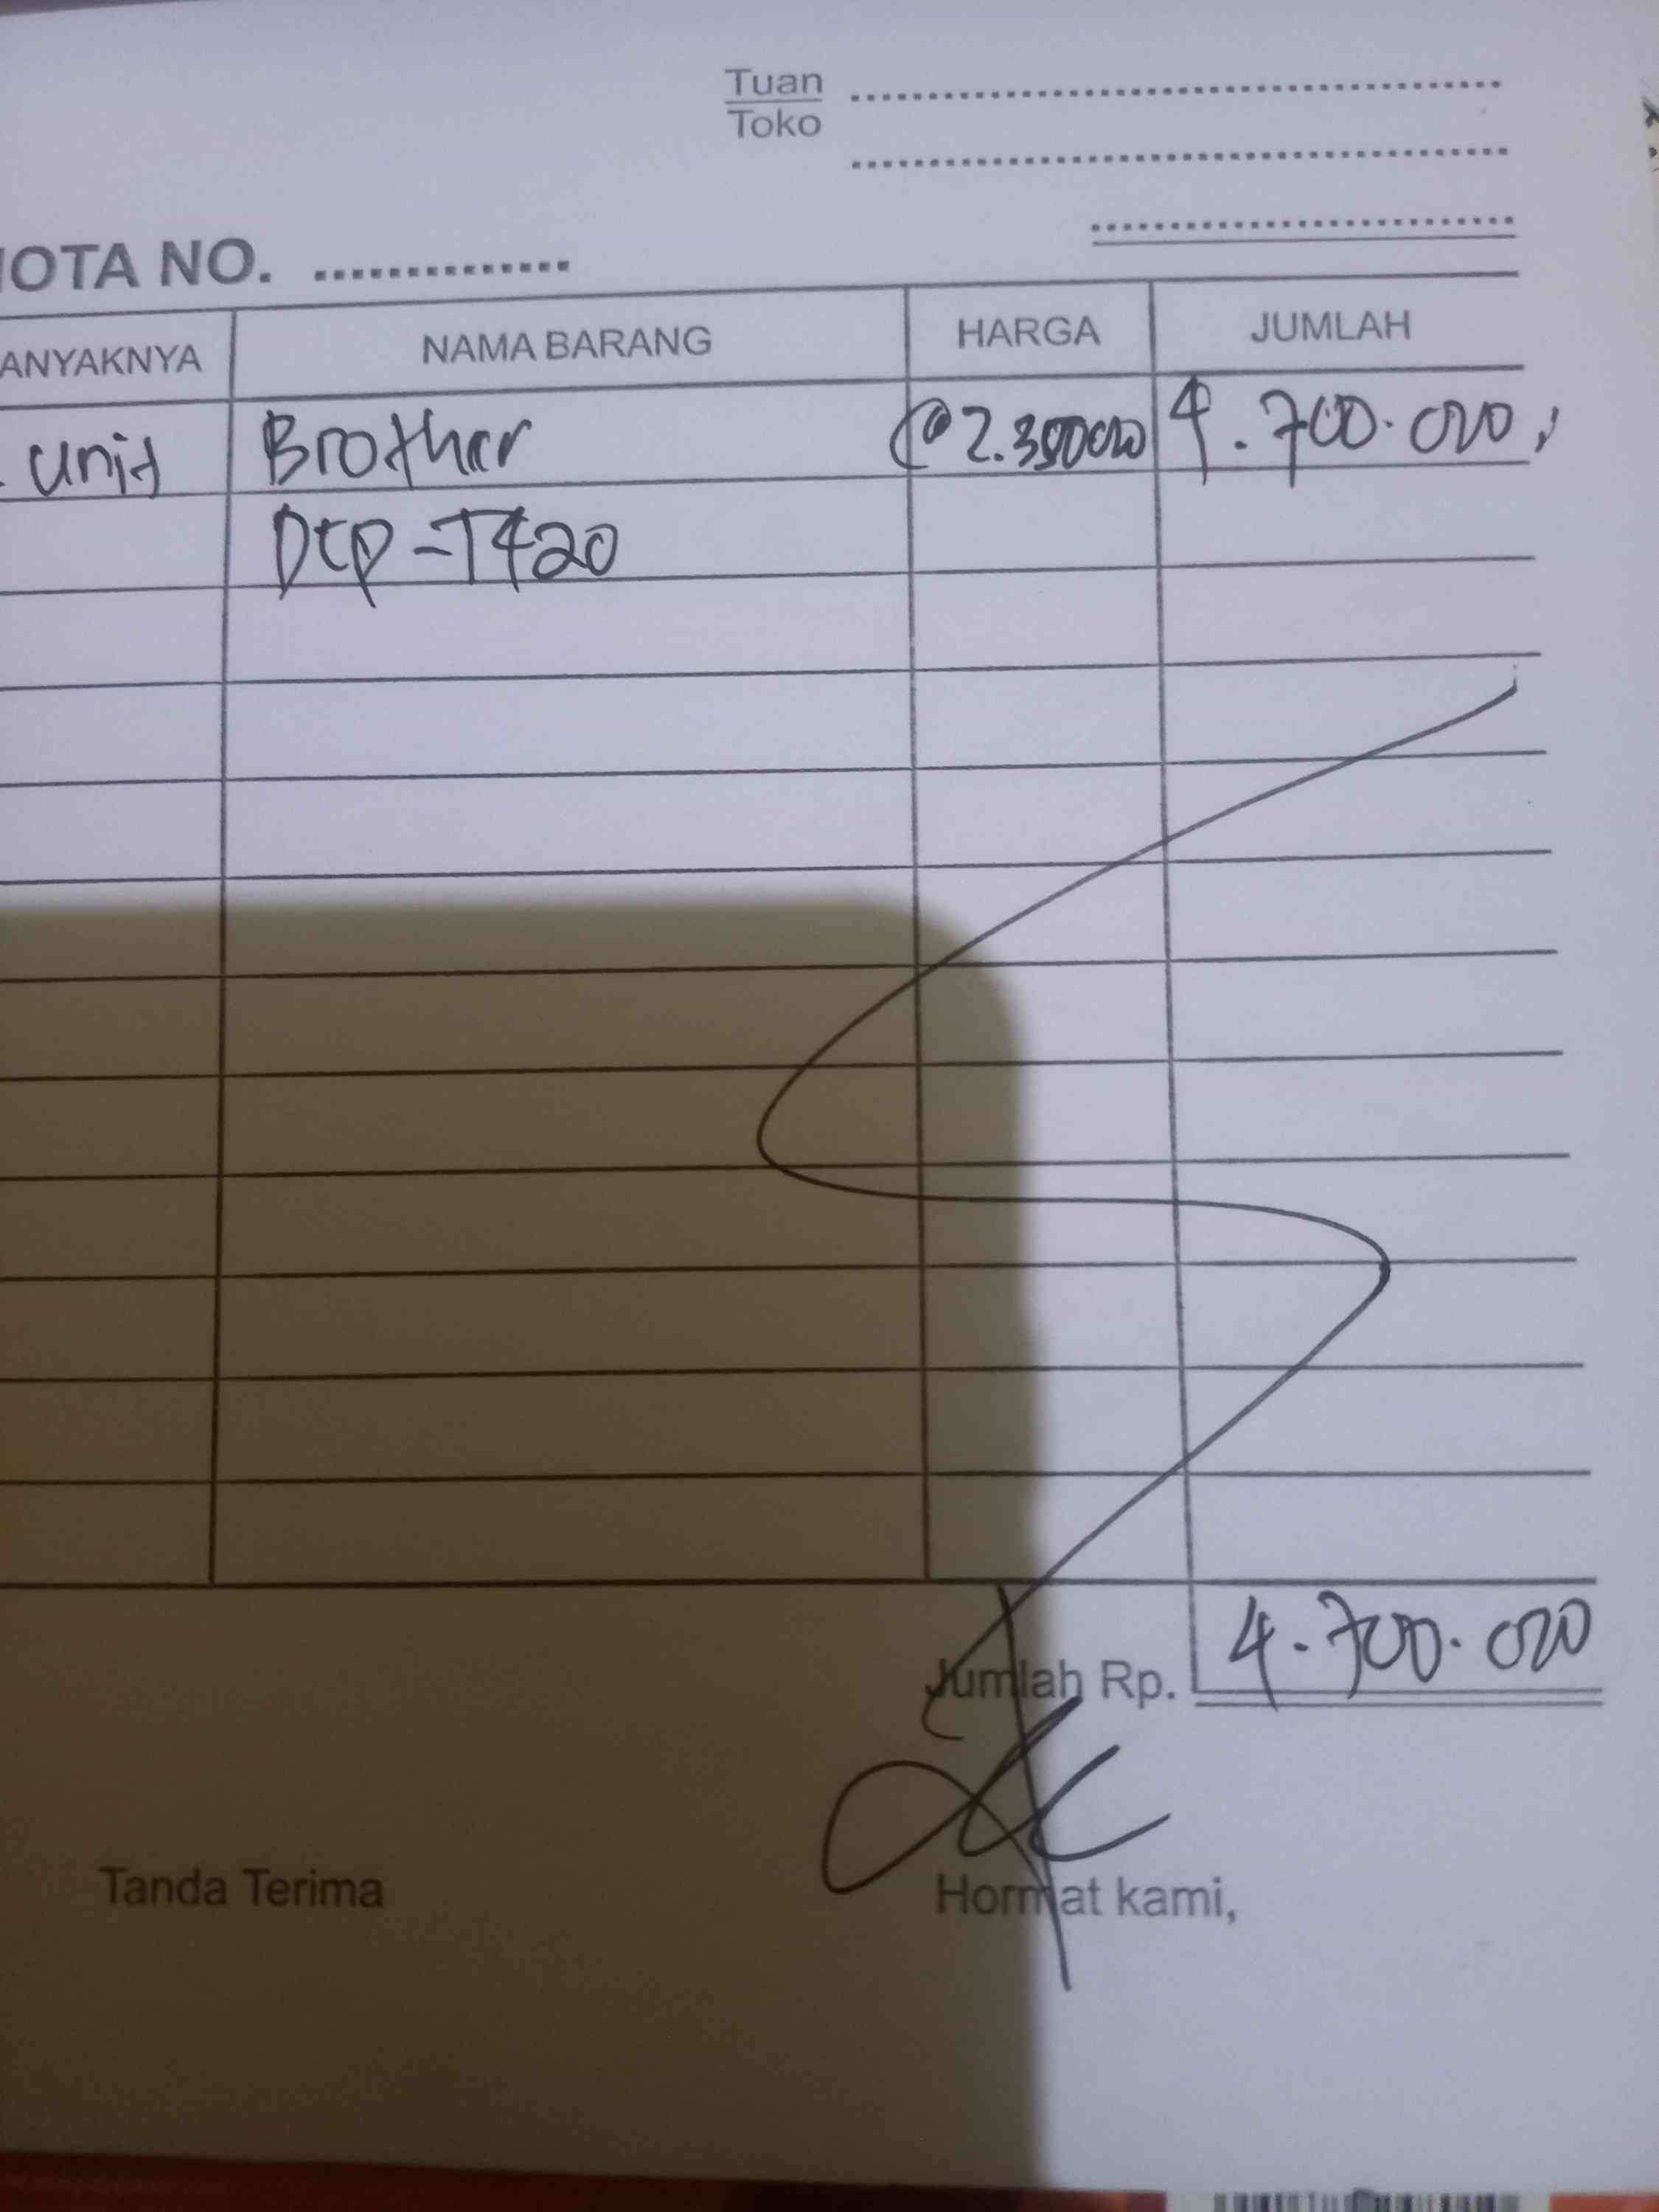 Tuan
Toko
NOTA NO. ..............
ANYAKNYA NAMA BARANG HARGA JUMLAH
unit Brother @ 2.350000 4.700.000,
DCP-T420
Jumlah Rp. 4.700.000
Tanda Terima Hormat kami,